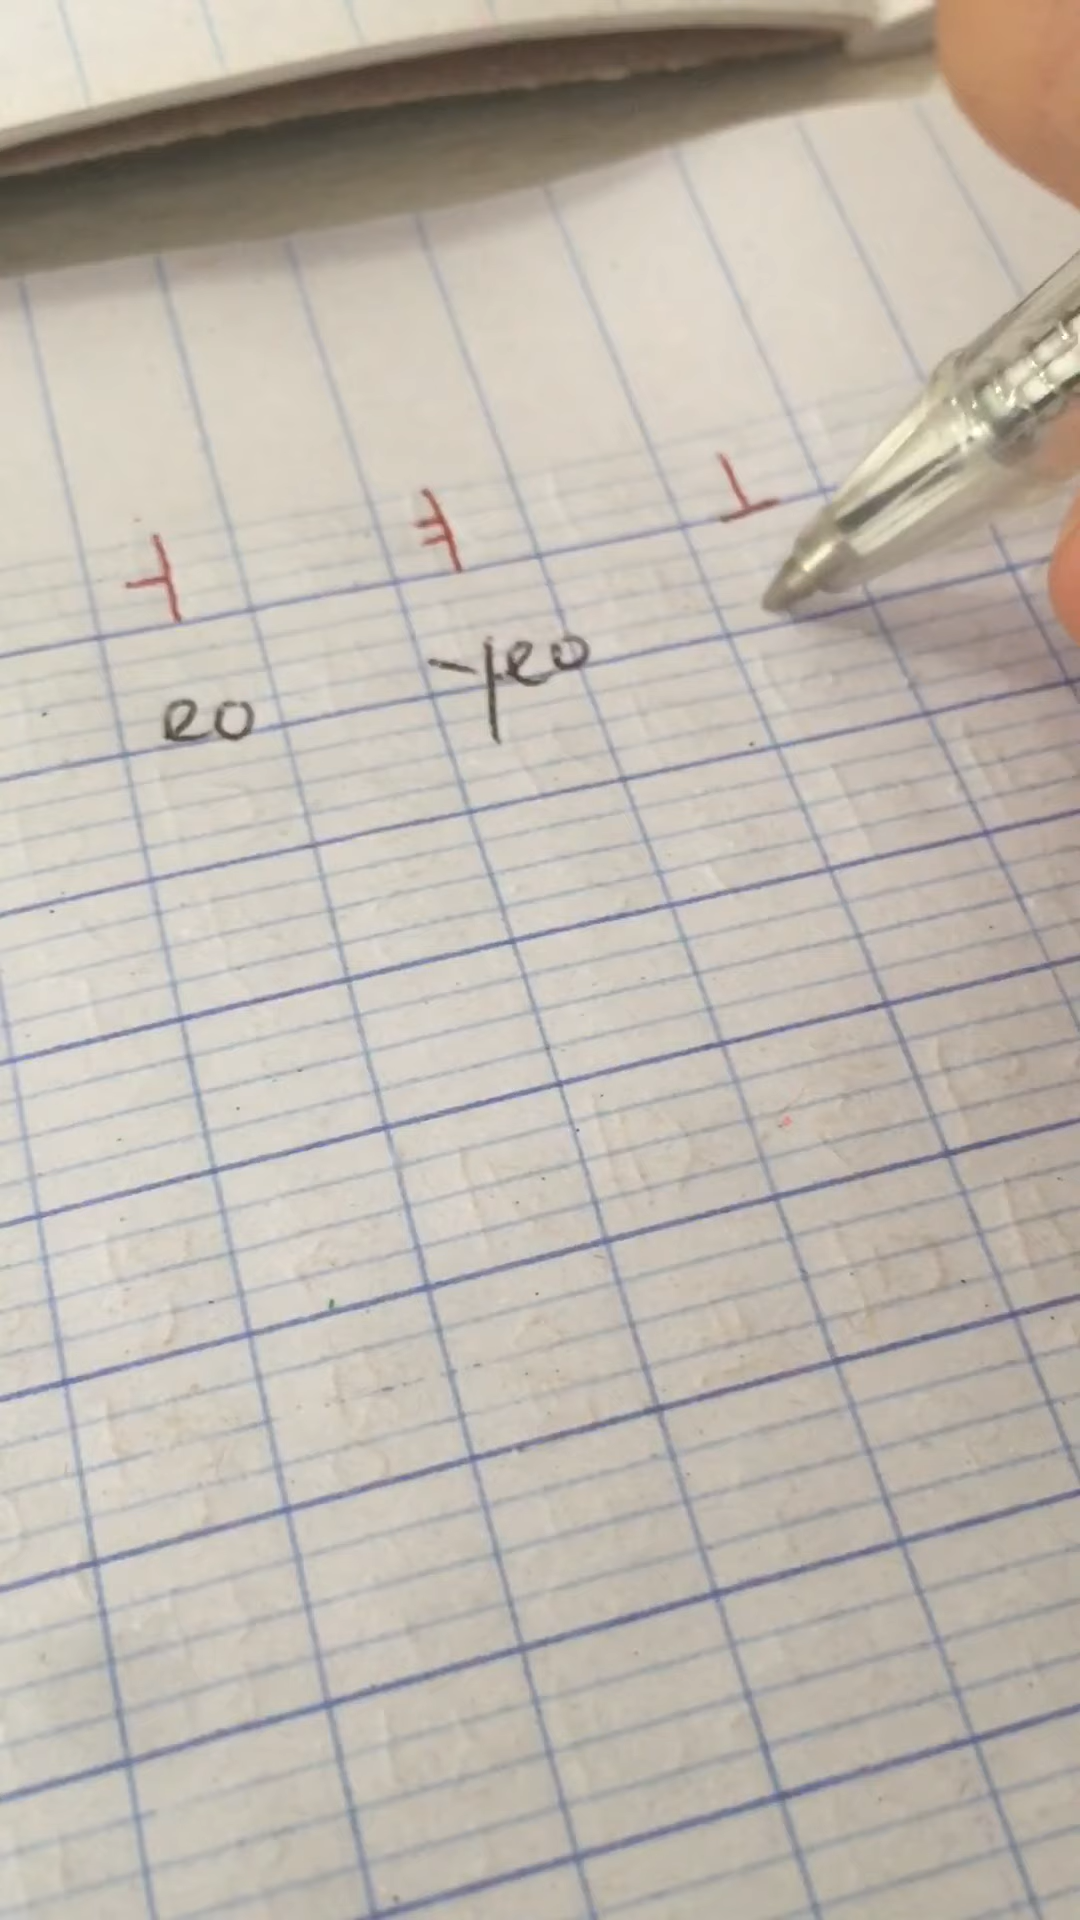 ㅓ ㅕ ㅗ
eo yeo